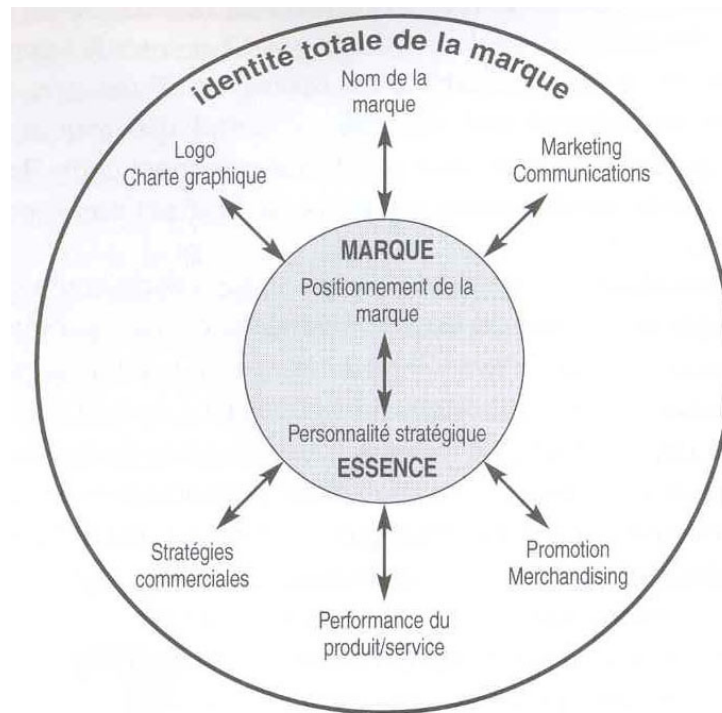 identité totale de la marque
Nom de la
marque
Logo
Charte graphique
Marketing
Communications
MARQUE
Positionnement de la
marque
Personnalité stratégique
ESSENCE
Stratégies
commerciales
Promotion
Merchandising
Performance du
produit/service